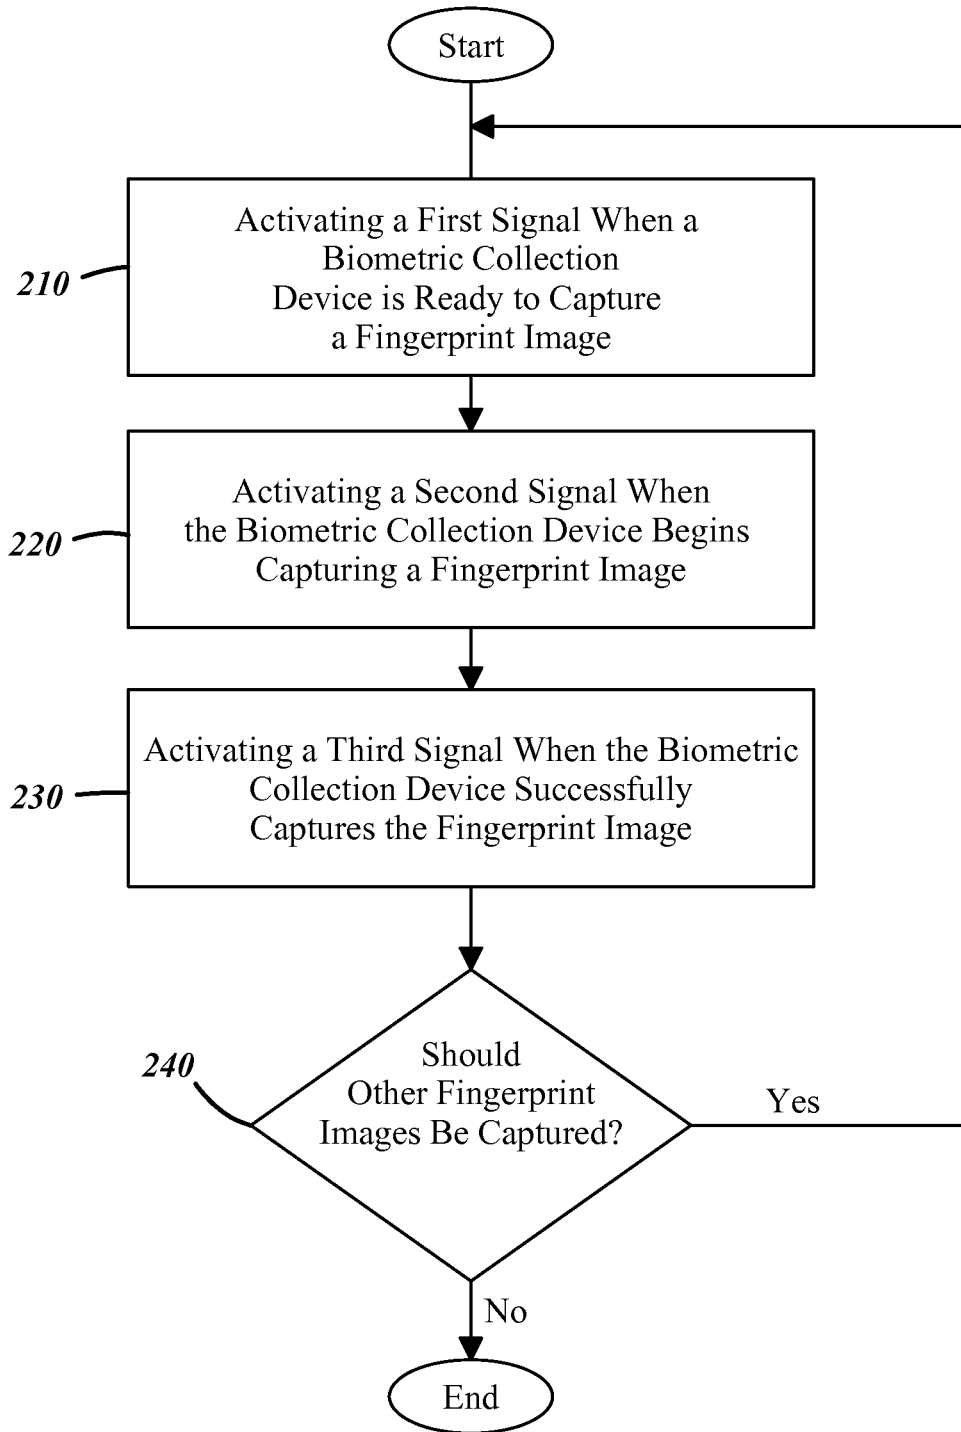 Start
Activating a First Signal When a
Biometric Collection
Device is Ready to Capture
a Fingerprint Image
210
Activating a Second Signal When
the Biometric Collection Device Begins
Capturing a Fingerprint Image
220
Activating a Third Signal When the Biometric
Collection Device Successfully
Captures the Fingerprint Image
230
Should
Other Fingerprint
Images Be Captured?
240
Yes
No
End